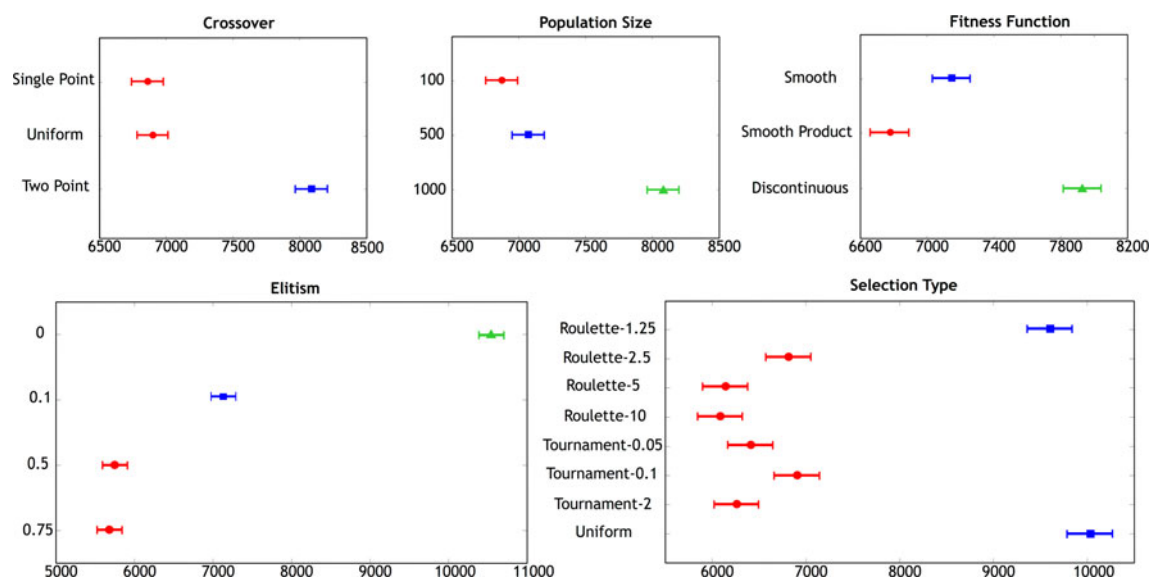 Crossover
Single Point
Uniform
Two Point
6500 7000 7500 8000 8500
Population Size
100
500
1000
6500 7000 7500 8000 8500
Fitness Function
Smooth
Smooth Product
Discontinuous
6600 7000 7400 7800 8200
Elitism
0
0.1
0.5
0.75
5000 6000 7000 8000 9000 10000 11000
Selection Type
Roulette-1.25
Roulette-2.5
Roulette-5
Roulette-10
Tournament-0.05
Tournament-0.1
Tournament-2
Uniform
6000 7000 8000 9000 10000